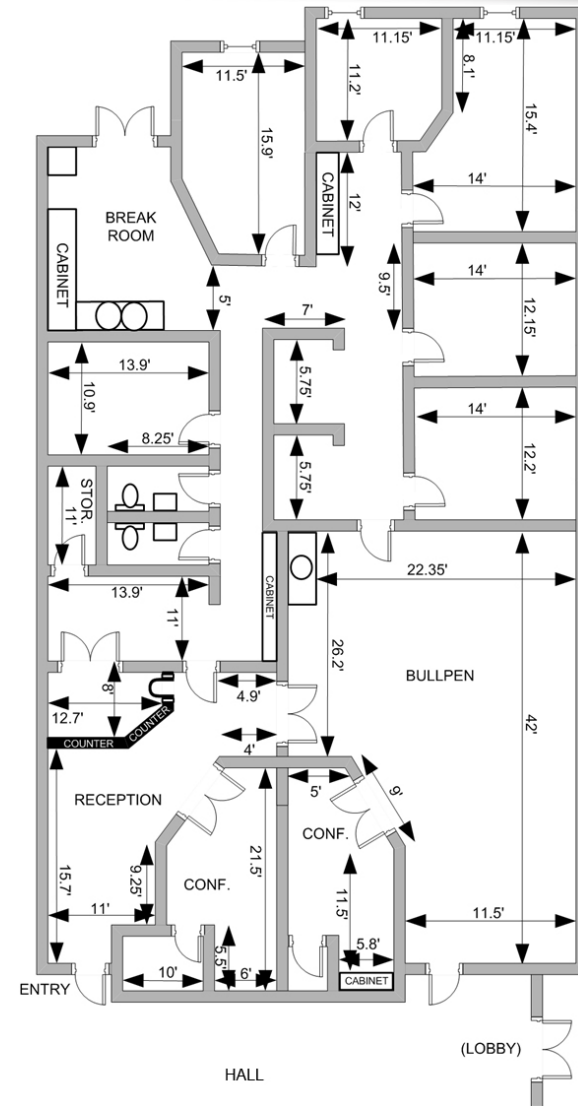 11.15'
11.15'
11.5'
11.2'
8.1'
15.9'
15.4'
CABINET
12'
14'
BREAK
ROOM
CABINET
9.5'
14'
12.15'
5'
7'
13.9'
5.75'
14'
10.9'
12.2'
8.25'
5.75'
STOR.
11'
22.35'
CABINET
13.9'
11'
26.2'
BULLPEN
8'
4.9'
12.7'
COUNTER
COUNTER
4'
42'
RECEPTION
5'
9'
CONF.
15.7'
9.25'
21.5'
CONF.
11.5'
11'
11.5'
5.5'
5.8'
10'
6'
CABINET
ENTRY
(LOBBY)
HALL